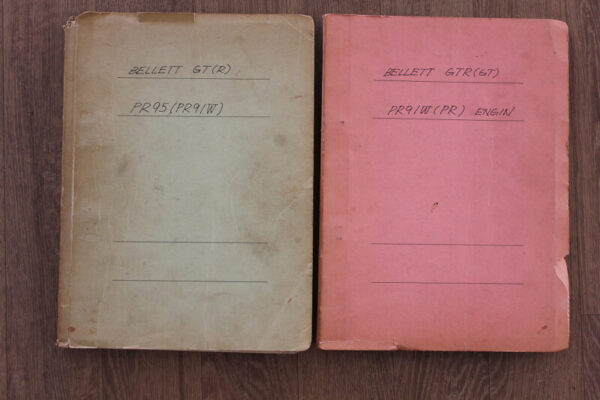 BELLETT GT(R)
PR95(PR91W)
BELLETT GTR(GT)
PR91W(PR) ENGIN